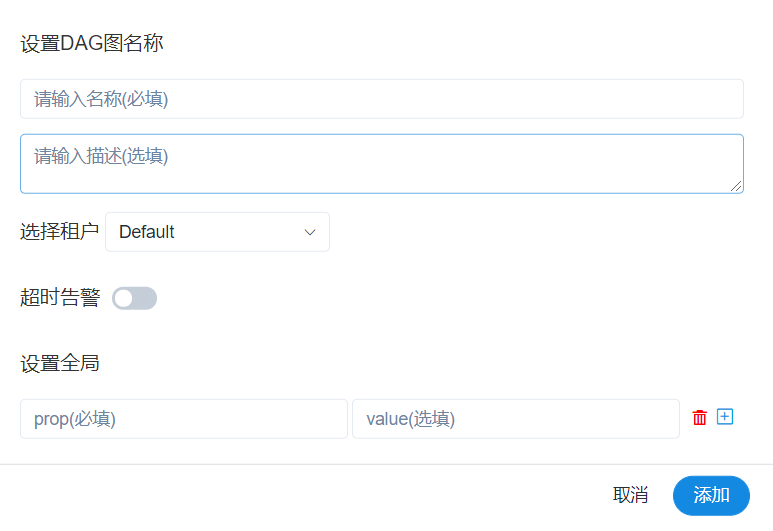 设置DAG图名称
请输入名称(必填)
请输入描述(选填)
选择租户 Default
超时告警
设置全局
prop(必填) value(选填)
取消 添加